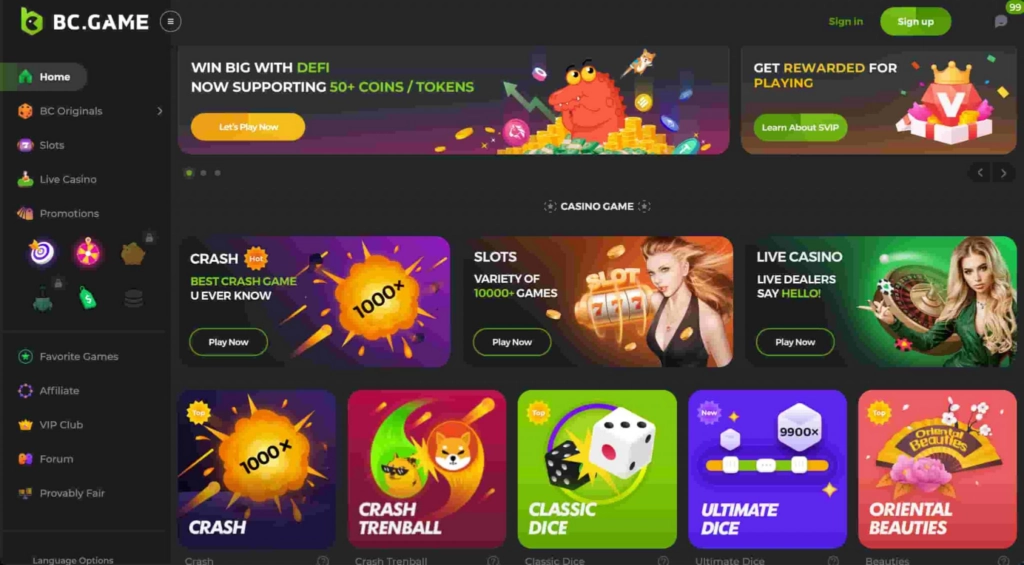 BC.GAME
Sign in
Sign up
99
Home
BC Originals
Slots
Live Casino
Promotions
Favorite Games
Affiliate
VIP Club
Forum
Provably Fair
Language Options
WIN BIG WITH DEFI
NOW SUPPORTING 50+ COINS / TOKENS
Let's Play Now
GET REWARDED FOR
PLAYING
Learn About SVIP
V
CASINO GAME
CRASH Hot
BEST CRASH GAME
U EVER KNOW
Play Now
1000×
SLOTS
VARIETY OF
10000+ GAMES
Play Now
SLOT
777
LIVE CASINO
LIVE DEALERS
SAY HELLO!
Play Now
Top
1000×
CRASH
CRASH
TRENBALL
Top
CLASSIC
DICE
New
9900×
ULTIMATE
DICE
Top
Oriental
Beauties
ORIENTAL
BEAUTIES
Crash
Crash Trenball
Classic Dice
Ultimate Dice
Beauties